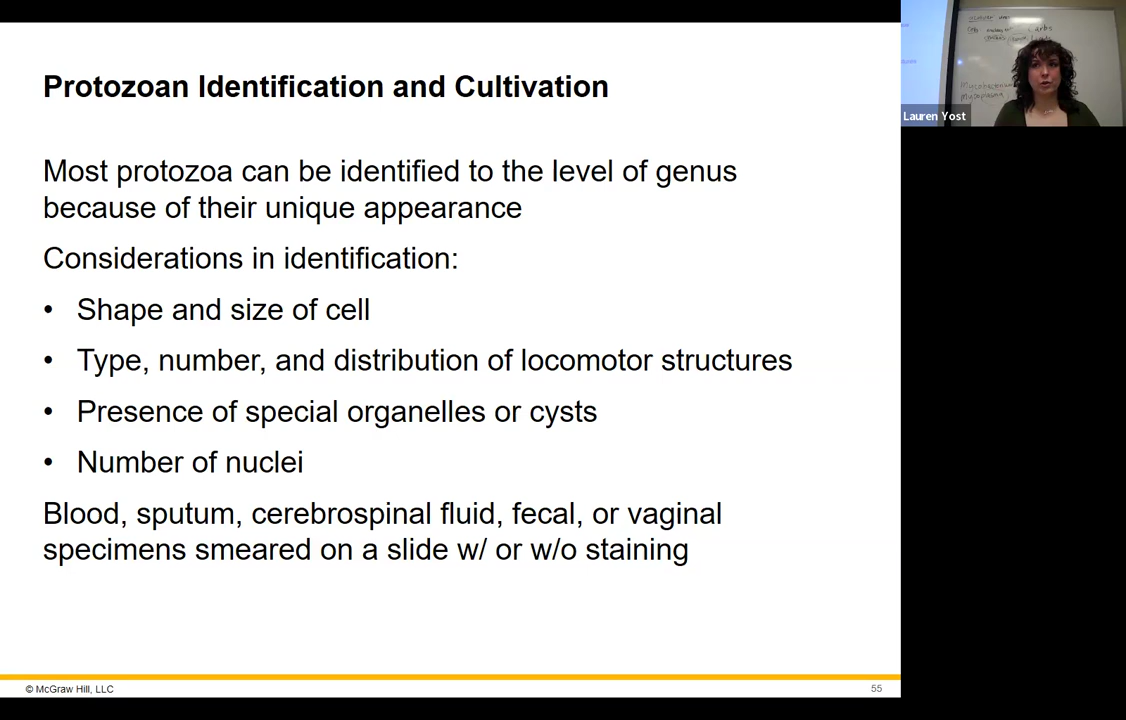 Protozoan Identification and Cultivation
Most protozoa can be identified to the level of genus
because of their unique appearance
Considerations in identification:
• Shape and size of cell
• Type, number, and distribution of locomotor structures
• Presence of special organelles or cysts
• Number of nuclei
Blood, sputum, cerebrospinal fluid, fecal, or vaginal
specimens smeared on a slide w/ or w/o staining
© McGraw Hill, LLC
55
Carbs
Mycobacterium
Mycoplasma
Lauren Yost